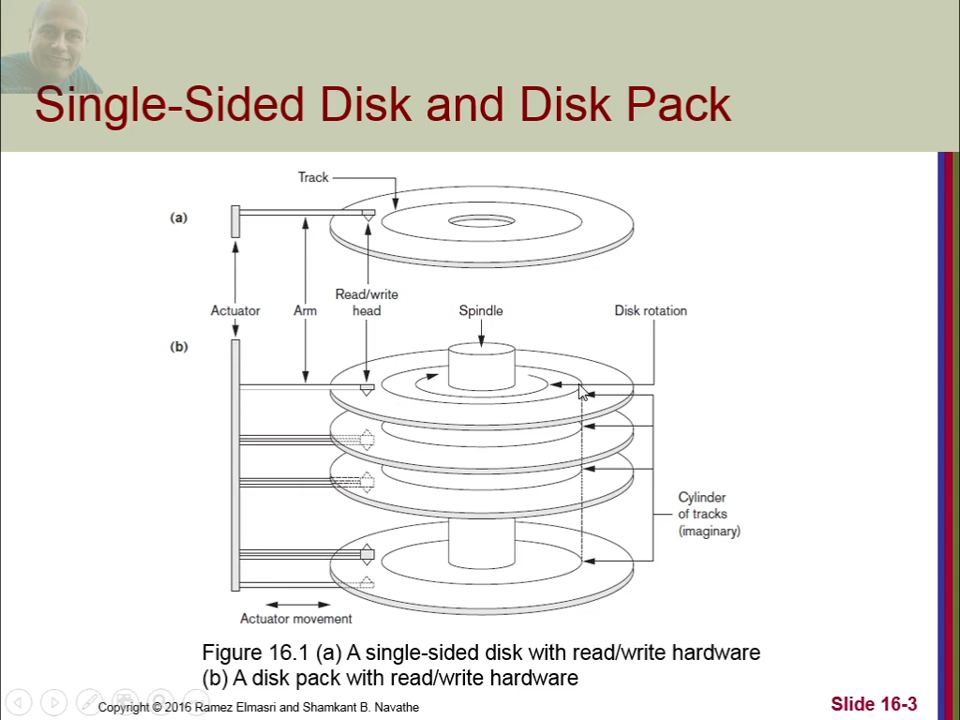 Single-Sided Disk and Disk Pack
Track
(a)
Actuator
Arm
Read/write
head
Spindle
Disk rotation
(b)
Cylinder
of tracks
(imaginary)
Actuator movement
Figure 16.1 (a) A single-sided disk with read/write hardware
(b) A disk pack with read/write hardware
Copyright © 2016 Ramez Elmasri and Shamkant B. Navathe
Slide 16-3